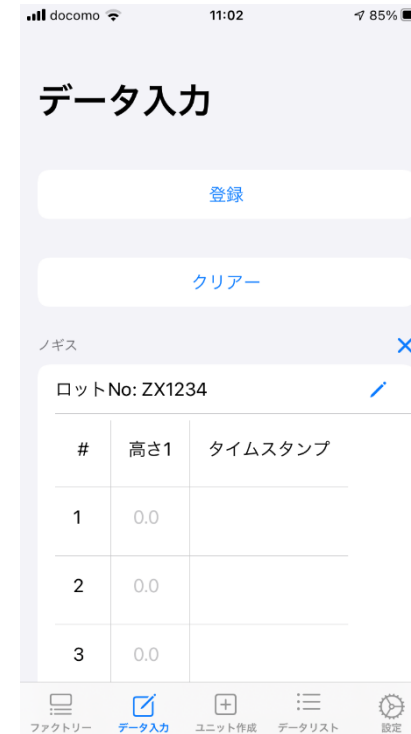 docomo 11:02 85%
データ入力
登録
クリアー
ノギス
ロットNo: ZX1234
# 高さ1 タイムスタンプ
1 0.0
2 0.0
3 0.0
ファクトリー データ入力 ユニット作成 データリスト 設定